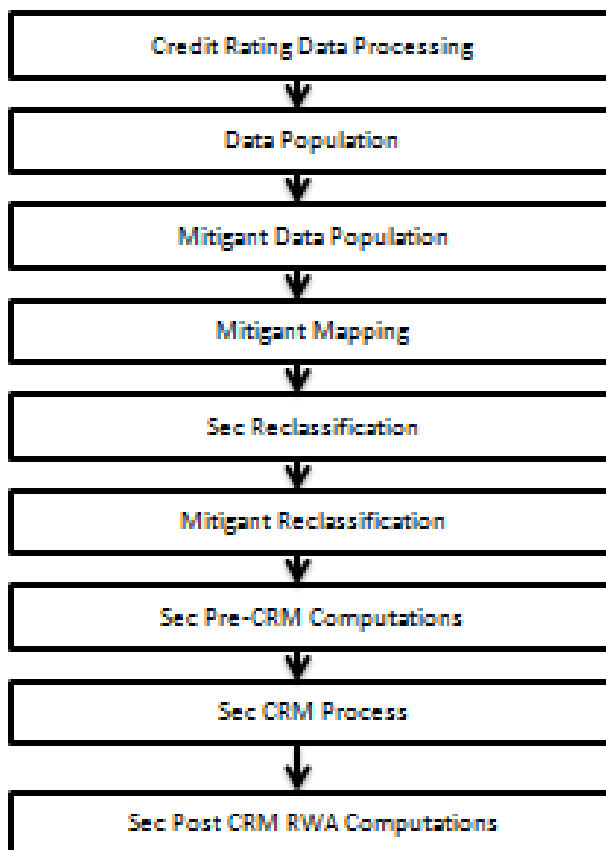 Credit Rating Data Processing
Data Population
Mitigant Data Population
Mitigant Mapping
Sec Reclassification
Mitigant Reclassification
Sec Pre-CRM Computations
Sec CRM Process
Sec Post CRM RWA Computations